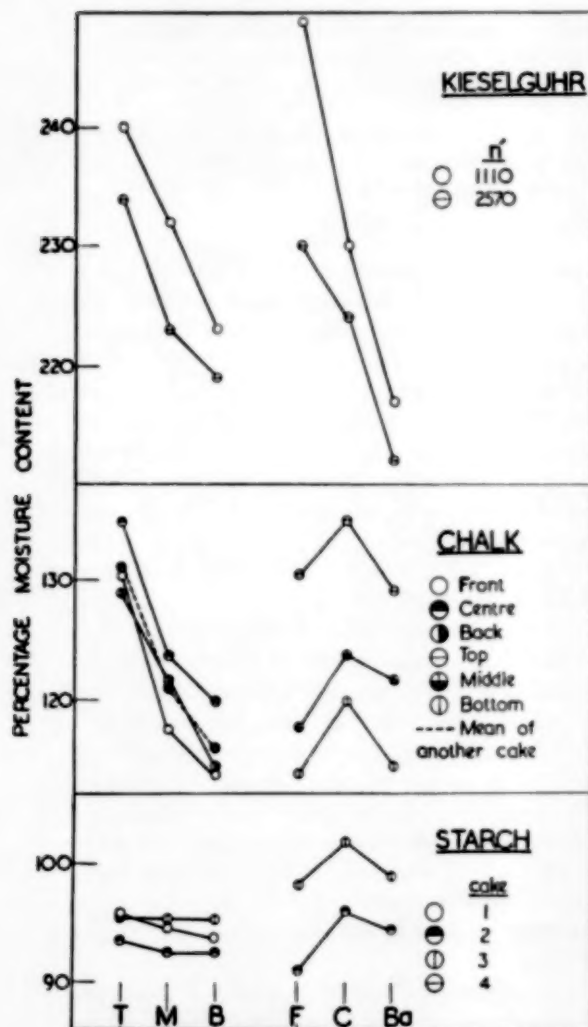 PERCENTAGE MOISTURE CONTENT
240
230
220
KIESELGUHR
n'
1110
2570
130
120
CHALK
Front
Centre
Back
Top
Middle
Bottom
Mean of
another cake
100
90
STARCH
cake
1
2
3
4
T M B F C Ba